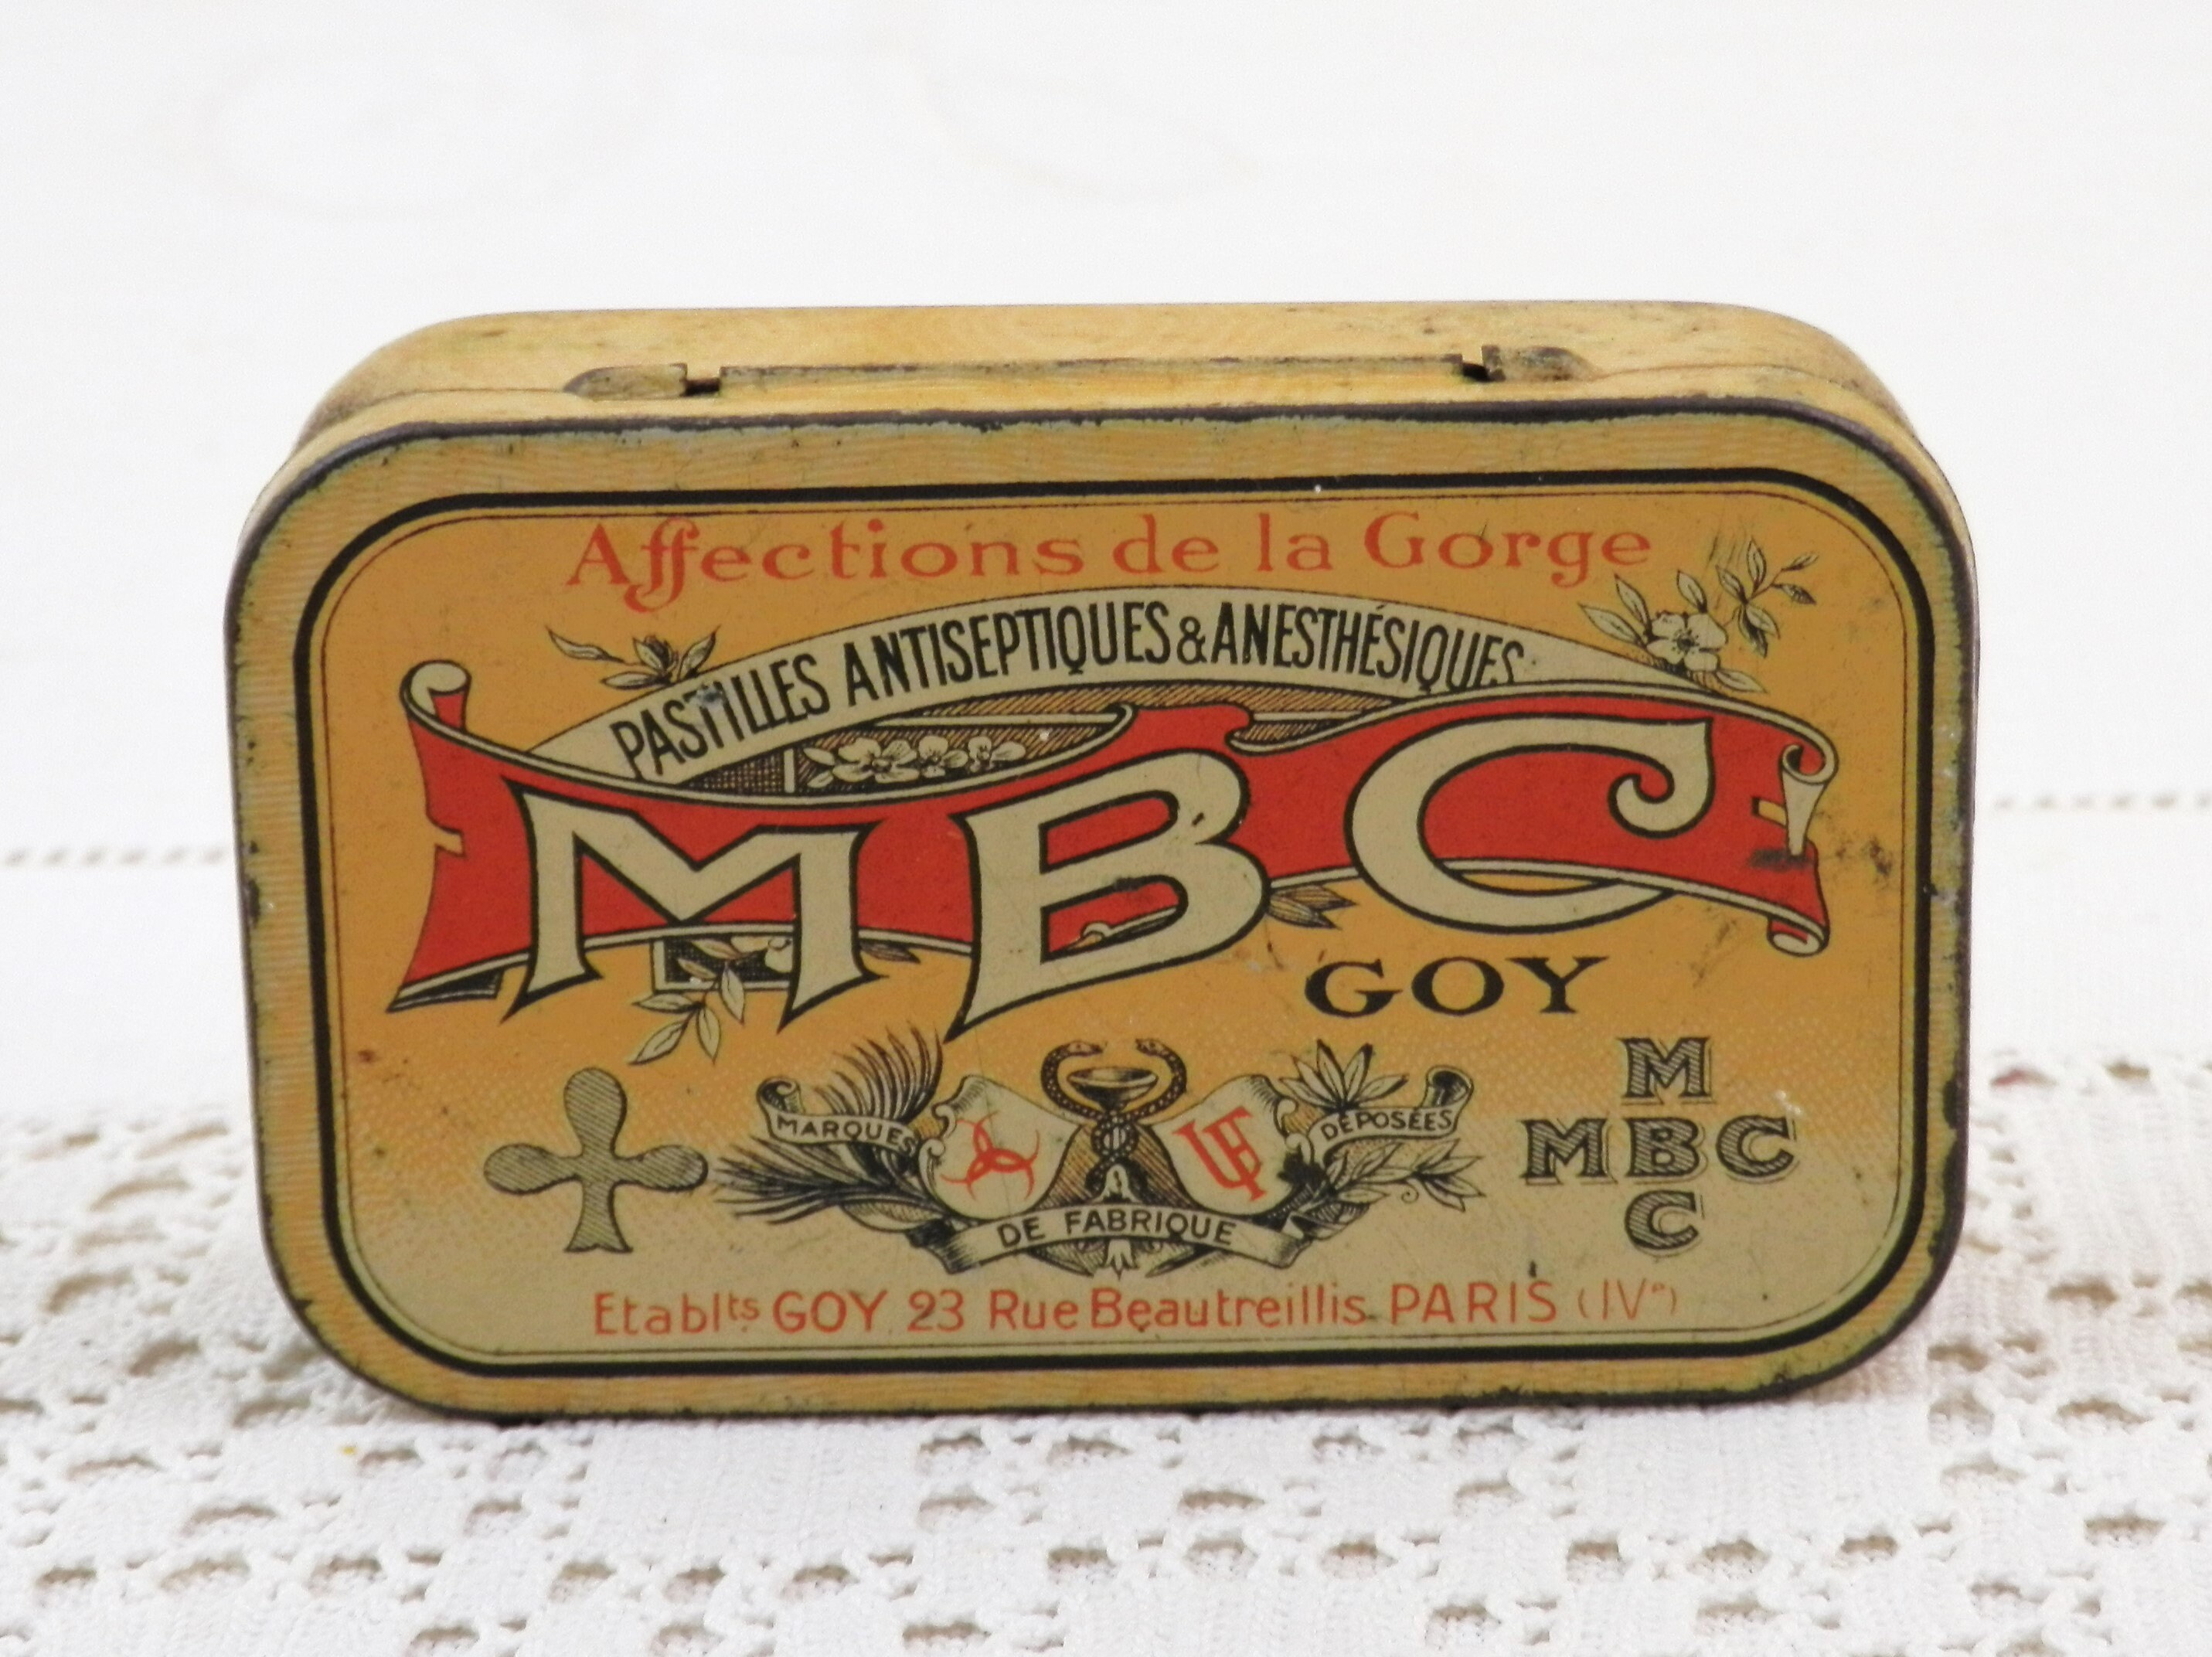 Affections de la Gorge
PASTILLES ANTISEPTIQUES & ANESTHÉSIQUES
MBC
GOY
MARQUES
DÉPOSÉES
UF
DE FABRIQUE
M
MBC
C
Etablts GOY 23 Rue Beautreillis PARIS (IVe)